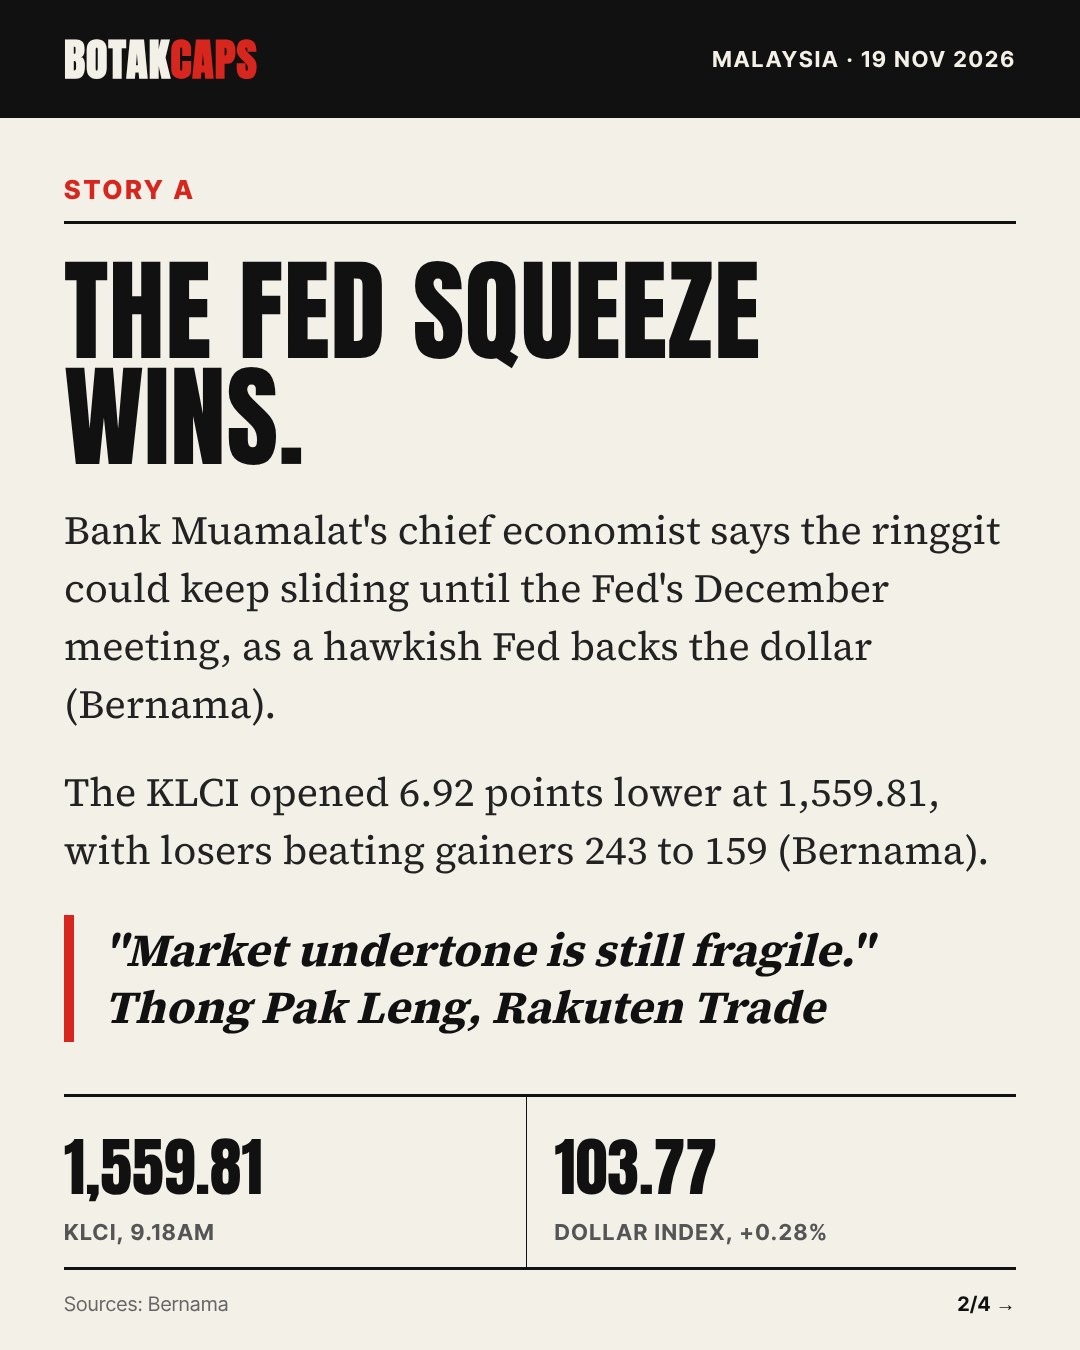 BOTAKCAPS
MALAYSIA · 19 NOV 2026
STORY A
THE FED SQUEEZE
WINS.
Bank Muamalat's chief economist says the ringgit
could keep sliding until the Fed's December
meeting, as a hawkish Fed backs the dollar
(Bernama).
The KLCI opened 6.92 points lower at 1,559.81,
with losers beating gainers 243 to 159 (Bernama).
"Market undertone is still fragile."
Thong Pak Leng, Rakuten Trade
1,559.81
KLCI, 9.18AM
103.77
DOLLAR INDEX, +0.28%
Sources: Bernama
2/4 →